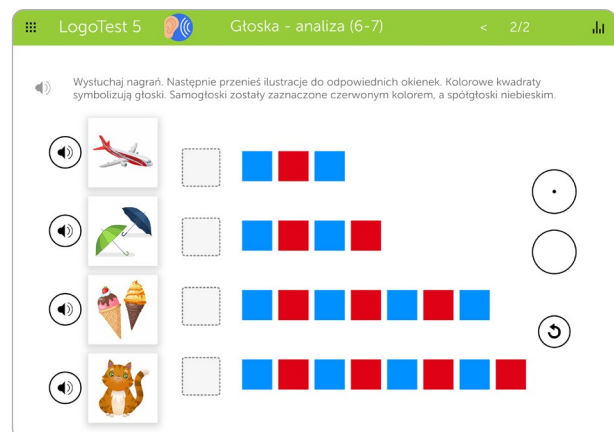 LogoTest 5
Głoska - analiza (6-7)
< 2/2
Wysłuchaj nagrań. Następnie przenieś ilustracje do odpowiednich okienek. Kolorowe kwadraty
symbolizują głoski. Samogłoski zostały zaznaczone czerwonym kolorem, a spółgłoski niebieskim.